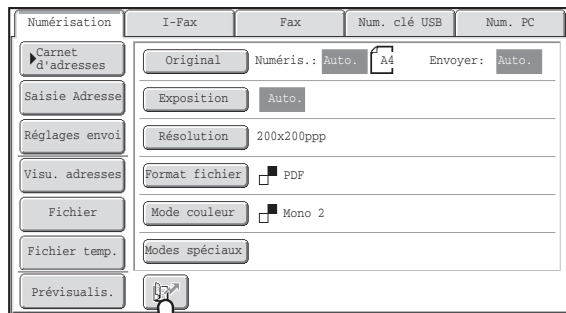 Numérisation I-Fax Fax Num. clé USB Num. PC
Carnet
d'adresses
Original Numéris.: Auto. A4 Envoyer: Auto.
Saisie Adresse Exposition Auto.
Réglages envoi Résolution 200x200ppp
Visu. adresses Format fichier PDF
Fichier Mode couleur Mono 2
Fichier temp. Modes spéciaux
Prévisualis.